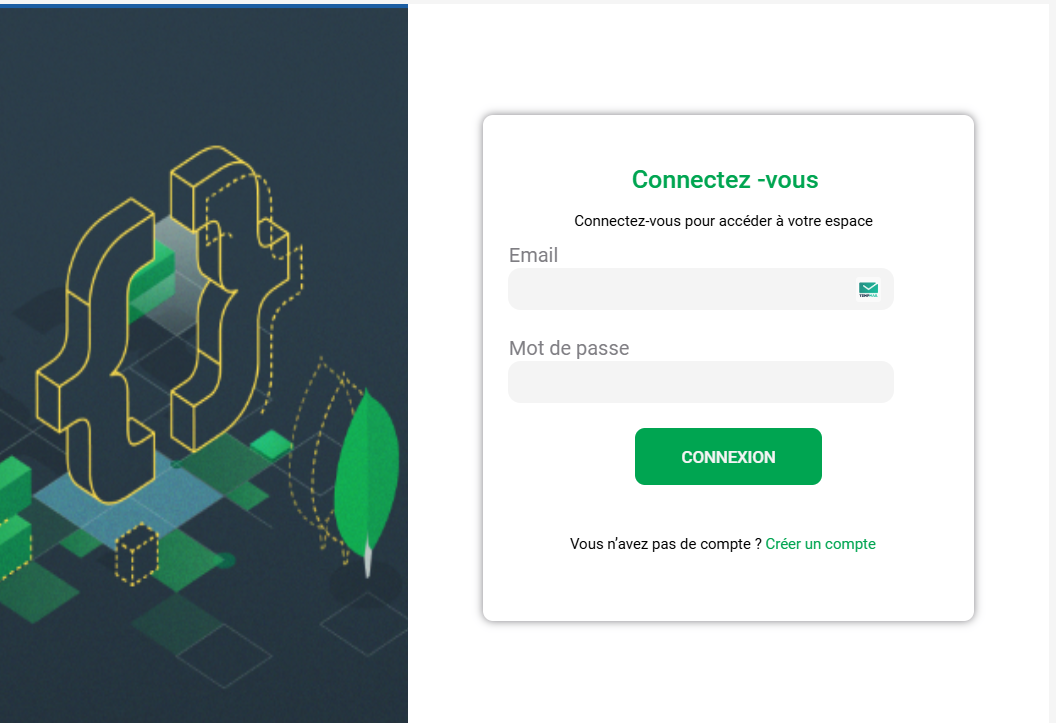 Connectez -vous
Connectez-vous pour accéder à votre espace
Email
TEMPMAIL
Mot de passe
CONNEXION
Vous n’avez pas de compte ? Créer un compte